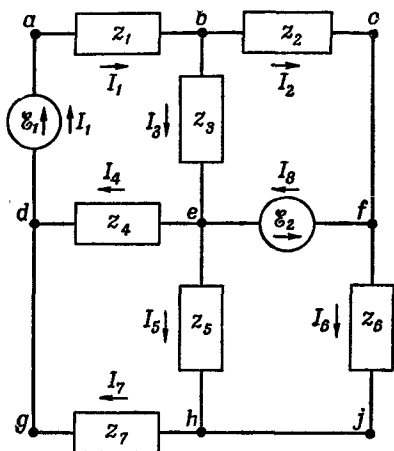 a z₁ b z₂ c
I₁ I₂
ℰ₁ I₁ I₃ z₃
I₄ I₈
d z₄ e ℰ₂ f
I₅ z₅ I₆ z₆
I₇
g z₇ h j